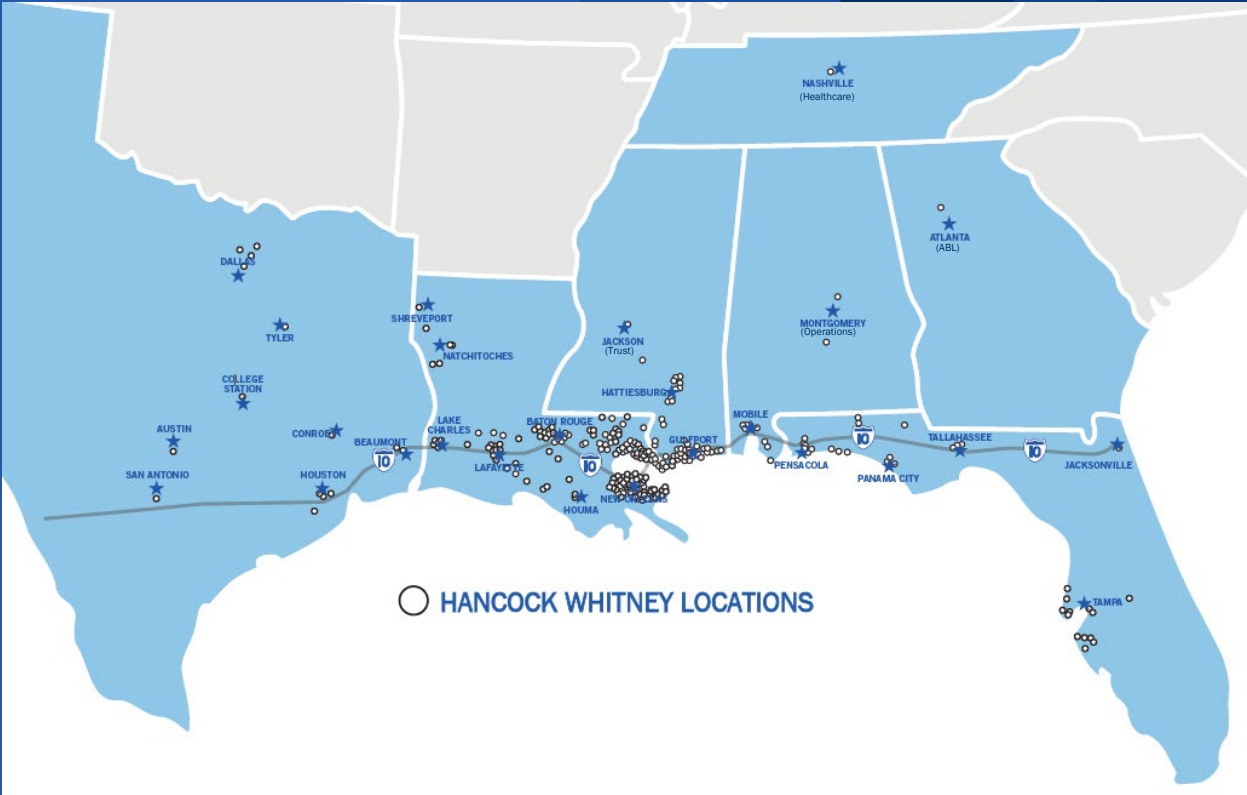 NASHVILLE
(Healthcare)
ATLANTA
(ABL)
DALLAS
TYLER
SHREVEPORT
NATCHITOCHES
JACKSON
(Trust)
MONTGOMERY
(Operations)
COLLEGE
STATION
HATTIESBURG
AUSTIN
CONROE
BEAUMONT
LAKE
CHARLES
BATON ROUGE
GULFPORT
MOBILE
TALLAHASSEE
JACKSONVILLE
SAN ANTONIO
HOUSTON
10
LAFAYETTE
10
PENSACOLA
10
PANAMA CITY
10
HOUMA
NEW ORLEANS
TAMPA
HANCOCK WHITNEY LOCATIONS